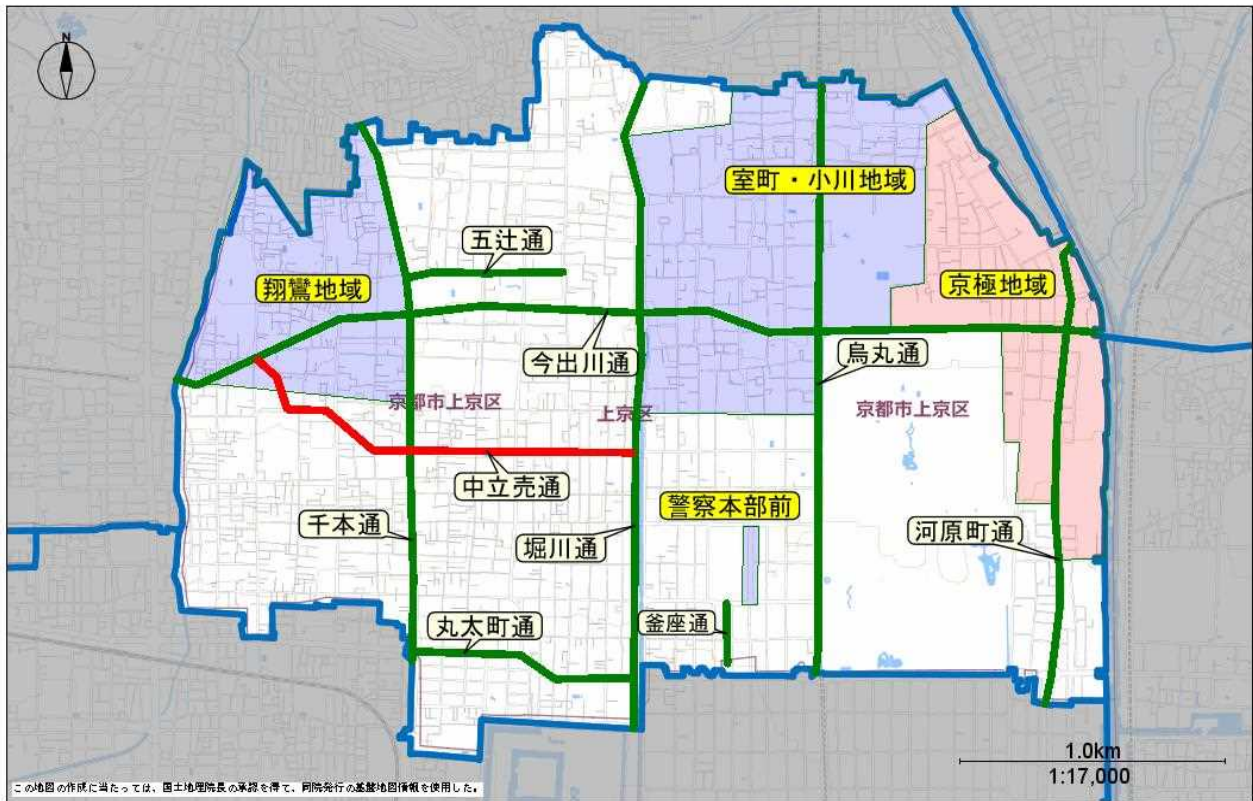 N
室町・小川地域
五辻通
翔鸞地域
京極地域
今出川通
烏丸通
京都市上京区
上京区
京都市上京区
中立売通
警察本部前
千本通
堀川通
河原町通
丸太町通
釜座通
1.0km
1:17,000
この地図の作成に当たっては、国土地理院長の承認を得て、同院発行の基盤地図情報を使用した。